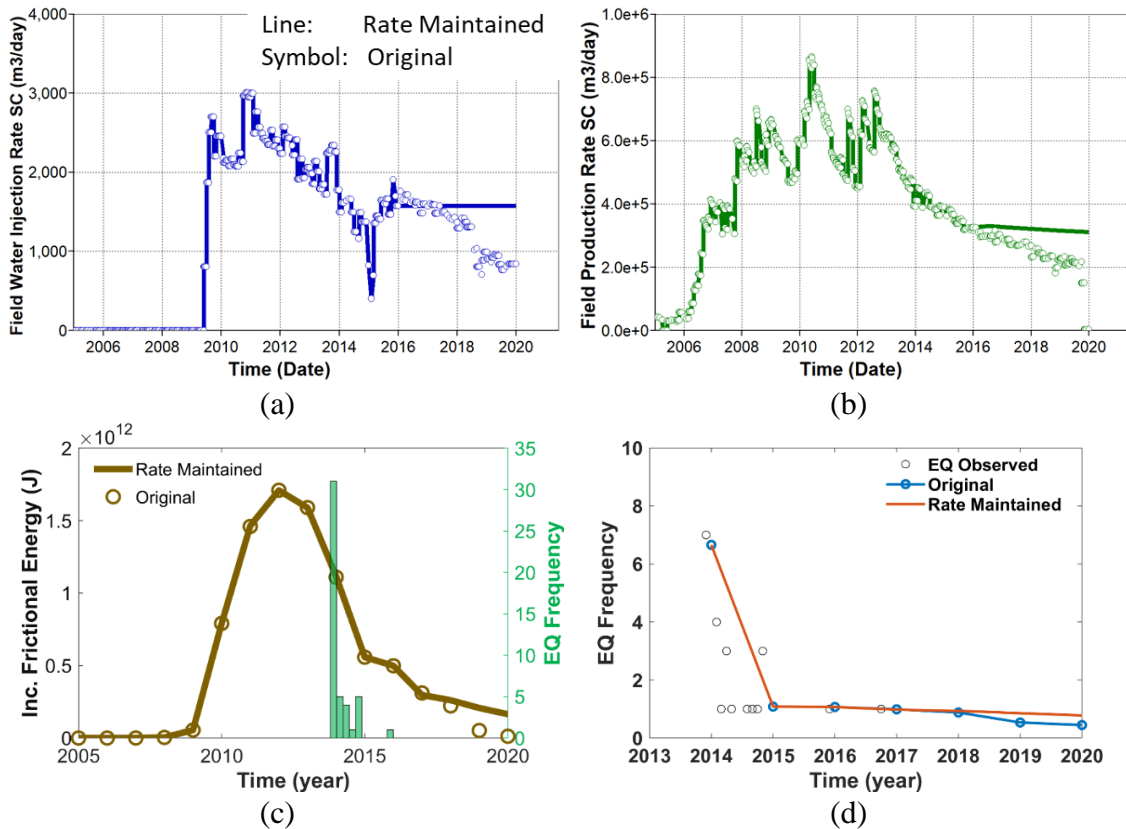 4,000
3,000
2,000
1,000
0
Field Water Injection Rate SC (m3/day)
Line: Rate Maintained
Symbol: Original
2006 2008 2010 2012 2014 2016 2018 2020
Time (Date)
(a)
1.0e+6
8.0e+5
6.0e+5
4.0e+5
2.0e+5
0.0e+0
Field Production Rate SC (m3/day)
2006 2008 2010 2012 2014 2016 2018 2020
Time (Date)
(b)
×10^12
2
1.5
1
0.5
0
Inc. Frictional Energy (J)
Rate Maintained
Original
35
30
25
20
15
10
5
0
EQ Frequency
2005 2010 2015 2020
Time (year)
(c)
10
8
6
4
2
0
EQ Frequency
EQ Observed
Original
Rate Maintained
2013 2014 2015 2016 2017 2018 2019 2020
Time (year)
(d)